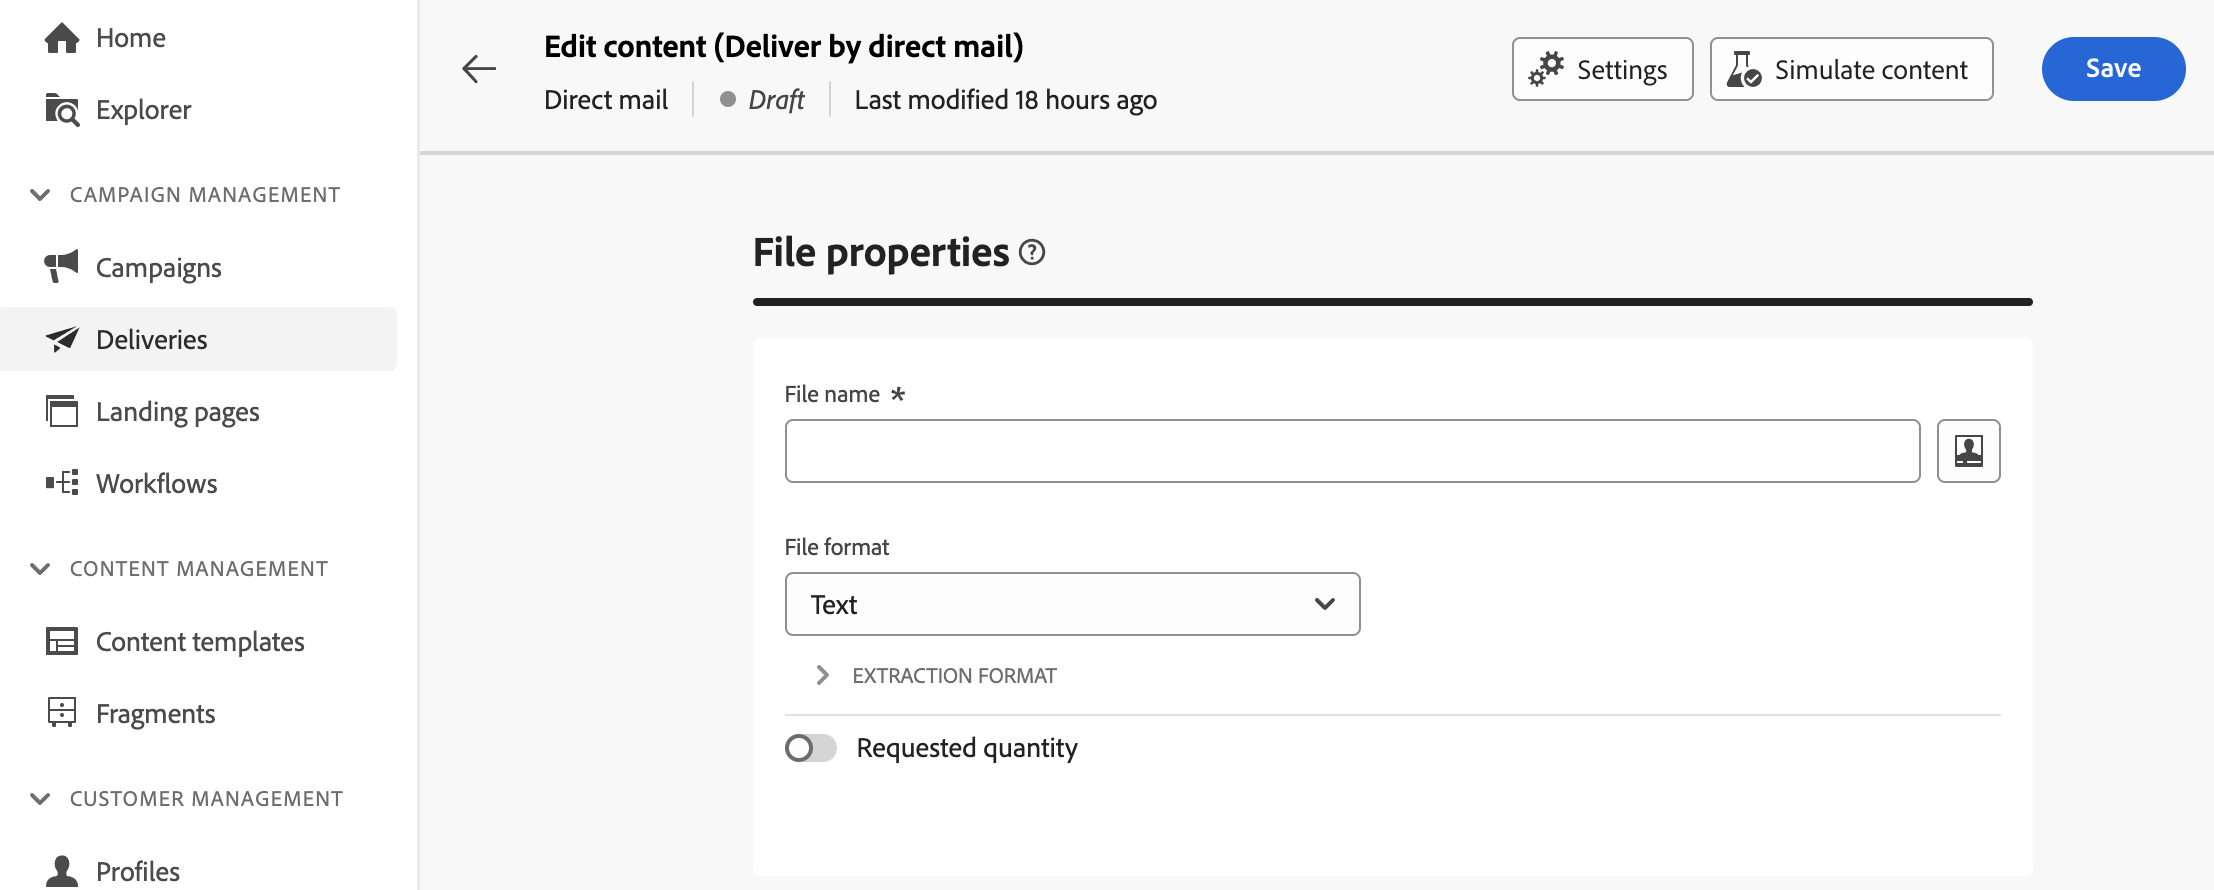 Home
Explorer
CAMPAIGN MANAGEMENT
Campaigns
Deliveries
Landing pages
Workflows
CONTENT MANAGEMENT
Content templates
Fragments
CUSTOMER MANAGEMENT
Profiles
Edit content (Deliver by direct mail)
Direct mail
Draft
Last modified 18 hours ago
Settings
Simulate content
Save
File properties
File name *
File format
Text
EXTRACTION FORMAT
Requested quantity